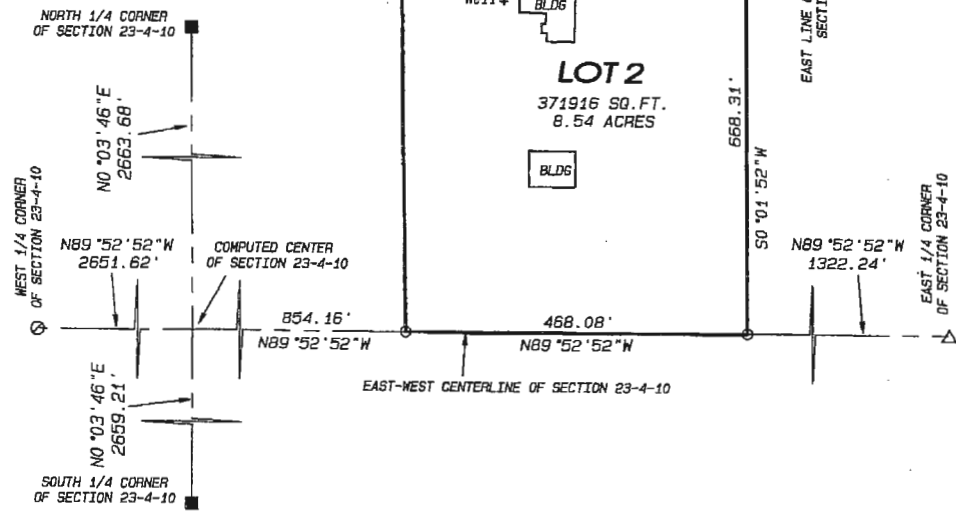 NORTH 1/4 CORNER
OF SECTION 23-4-10
Well
BLDG
LOT 2
371916 SQ.FT.
8.54 ACRES
BLDG
668.31'
S0 °01'52"W
EAST LINE
N0 °03'46"E
2663.68'
WEST 1/4 CORNER
OF SECTION 23-4-10
N89 °52'52"W
2651.62'
COMPUTED CENTER
OF SECTION 23-4-10
N89 °52'52"W
1322.24'
EAST 1/4 CORNER
OF SECTION 23-4-10
854.16'
N89 °52'52"W
468.08'
N89 °52'52"W
EAST-WEST CENTERLINE OF SECTION 23-4-10
N0 °03'46"E
2659.21'
SOUTH 1/4 CORNER
OF SECTION 23-4-10